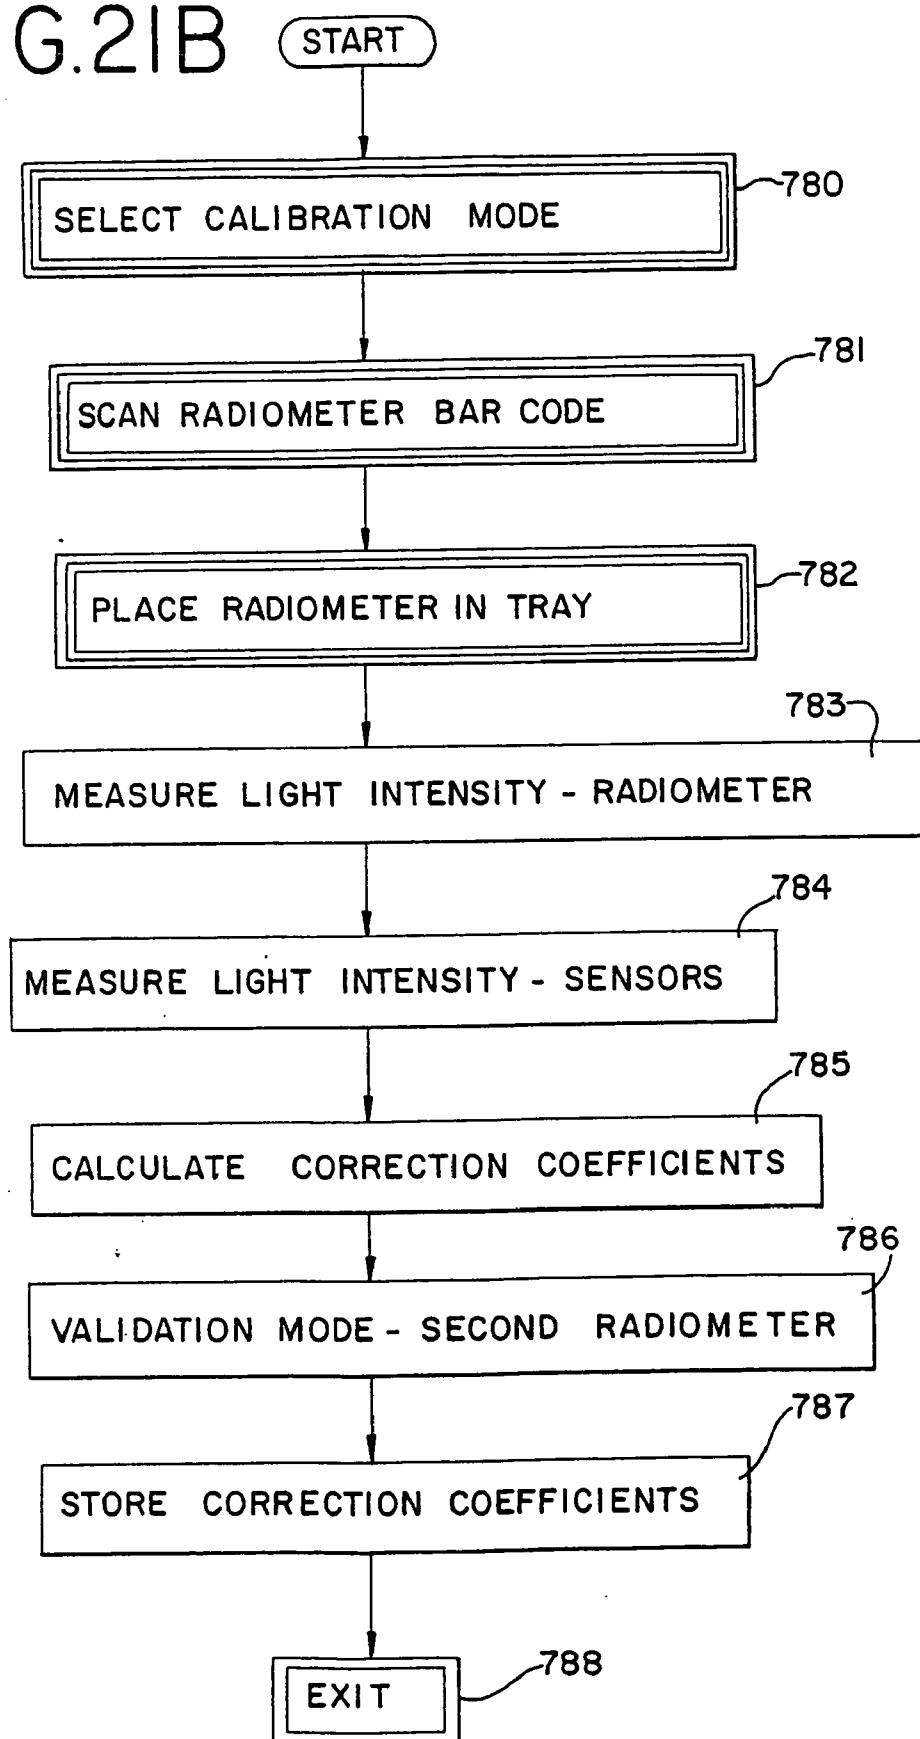 G.21B
START
SELECT CALIBRATION MODE
780
SCAN RADIOMETER BAR CODE
781
PLACE RADIOMETER IN TRAY
782
783
MEASURE LIGHT INTENSITY - RADIOMETER
784
MEASURE LIGHT INTENSITY - SENSORS
785
CALCULATE CORRECTION COEFFICIENTS
786
VALIDATION MODE - SECOND RADIOMETER
787
STORE CORRECTION COEFFICIENTS
EXIT
788